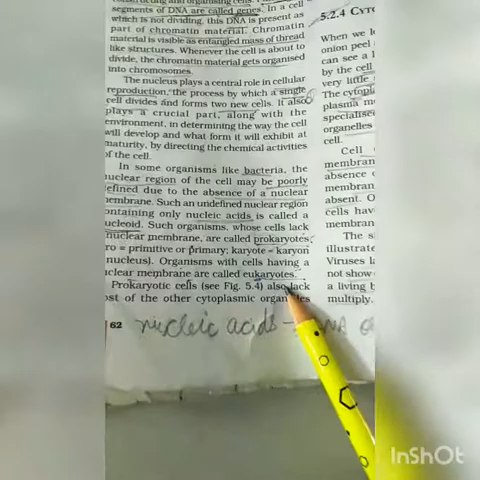 segments of DNA are called genes. In a cell
which is not dividing, this DNA is present as
part of chromatin material. Chromatin
material is visible as entangled mass of thread
like structures. Whenever the cell is about to
divide, the chromatin material gets organised
into chromosomes.
The nucleus plays a central role in cellular
reproduction, the process by which a single
cell divides and forms two new cells. It also
plays a crucial part, along with the
environment, in determining the way the cell
will develop and what form it will exhibit at
maturity, by directing the chemical activities
of the cell.
In some organisms like bacteria, the
nuclear region of the cell may be poorly
efined due to the absence of a nuclear
embrane. Such an undefined nuclear region
ontaining only nucleic acids is called a
ucleoid. Such organisms, whose cells lack
nuclear membrane, are called prokaryotes
ro = primitive or primary; karyote = karyon
nucleus). Organisms with cells having a
uclear membrane are called eukaryotes.
Prokaryotic cells (see Fig. 5.4) also lack
ost of the other cytoplasmic
62
nucleic acids -
5.2.4 CYTO
When we l
onion peel
can see a l
by the cell
very little
The cytopl
plasma m
specialise
organelles
cell.
Cell
membran
absence
membran
absent. O
cells hav
membran
The s
illustrate
Viruses l
not show
a living b
multiply.
InShOt